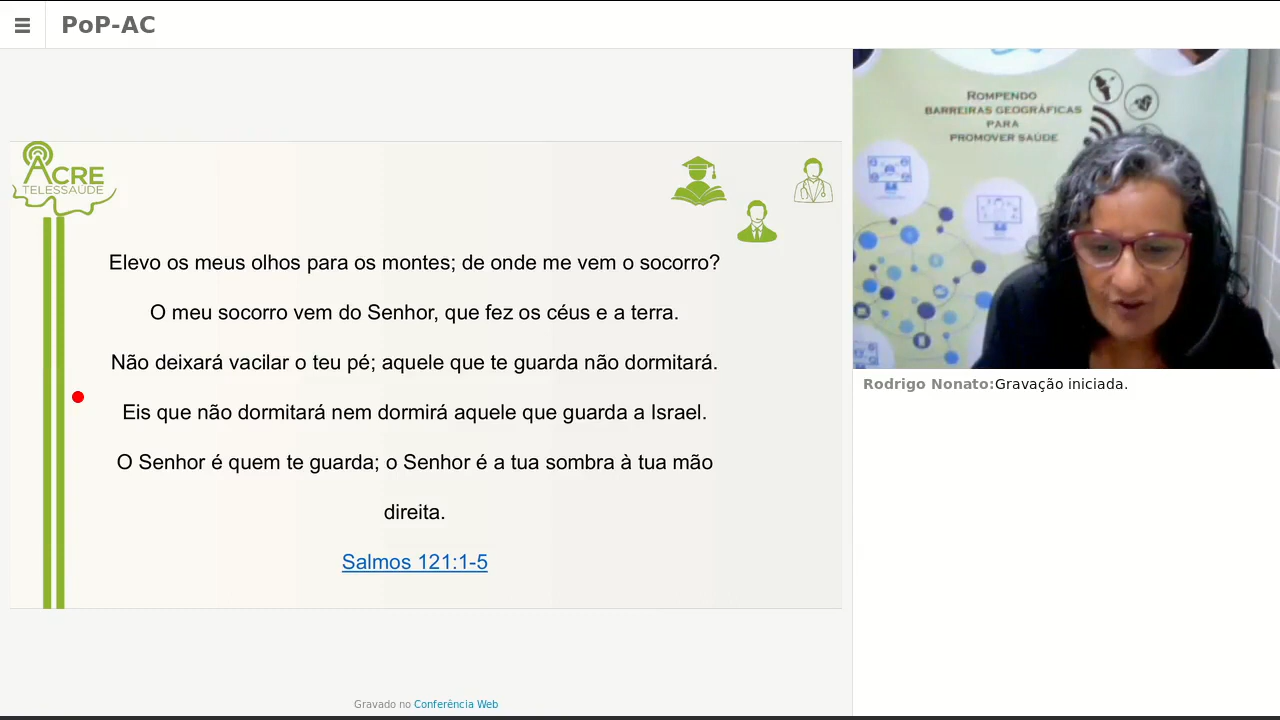 PoP-AC
ACRE
TELESSAÚDE
Elevo os meus olhos para os montes; de onde me vem o socorro?
O meu socorro vem do Senhor, que fez os céus e a terra.
Não deixará vacilar o teu pé; aquele que te guarda não dormitará.
Eis que não dormitará nem dormirá aquele que guarda a Israel.
O Senhor é quem te guarda; o Senhor é a tua sombra à tua mão
direita.
Salmos 121:1-5
Gravado no Conferência Web
ROMPENDO
BARREIRAS GEOGRÁFICAS
PARA
PROMOVER SAÚDE
Rodrigo Nonato:Gravação iniciada.